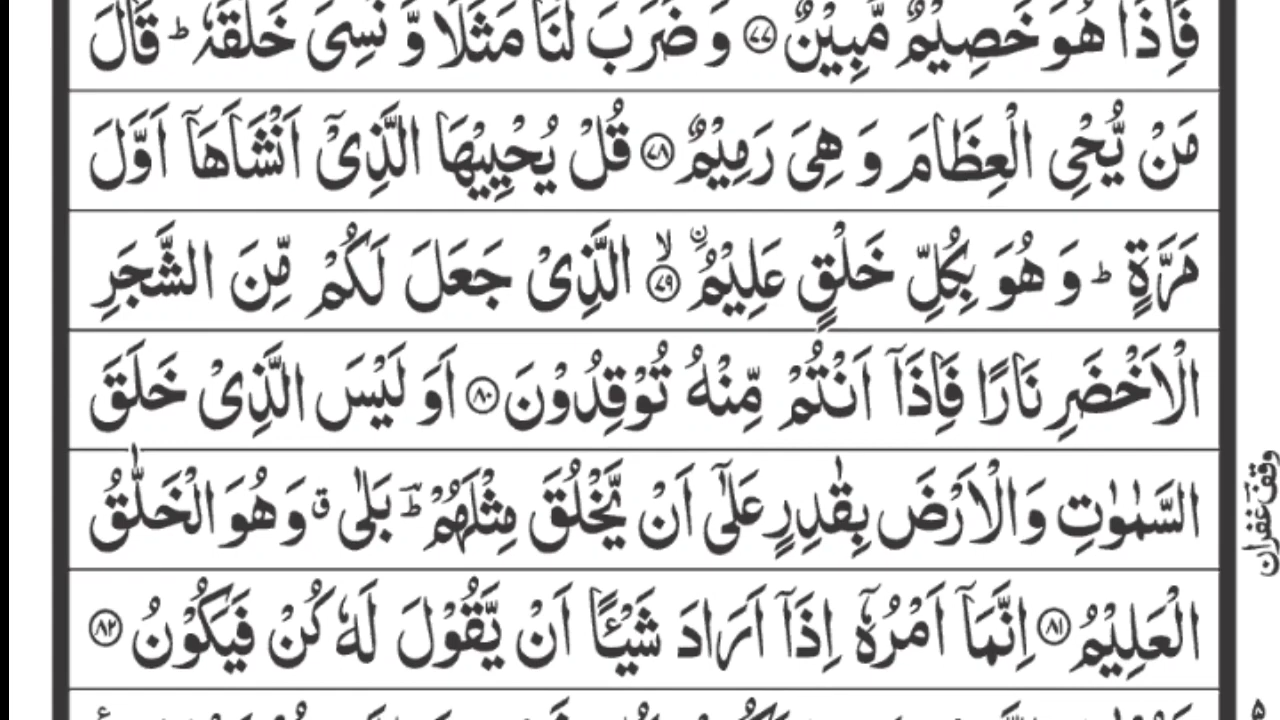 فَاِذَا هُوَ خَصِيْمٌ مُّبِيْنٌ ﴿۷۷﴾ وَ ضَرَبَ لَنَا مَثَلًا وَّ نَسِیَ خَلْقَهٗ ؕ قَالَ
مَنْ یُّحْیِ الْعِظَامَ وَ هِیَ رَمِيْمٌ ﴿۷۸﴾ قُلْ يُحْيِيْهَا الَّذِیْۤ اَنْشَاَهَاۤ اَوَّلَ
مَرَّةٍ ؕ وَ هُوَ بِكُلِّ خَلْقٍ عَلِيْمُ ۨ ﴿ۙ۷۹﴾ الَّذِیْ جَعَلَ لَكُمْ مِّنَ الشَّجَرِ
الْاَخْضَرِ نَارًا فَاِذَاۤ اَنْتُمْ مِّنْهُ تُوْقِدُوْنَ ﴿۸۰﴾ اَوَ لَيْسَ الَّذِیْ خَلَقَ
السَّمٰوٰتِ وَالْاَرْضَ بِقٰدِرٍ عَلٰۤی اَنْ يَّخْلُقَ مِثْلَهُمْ ؕؔ بَلٰی ۗ وَ هُوَ الْخَلّٰقُ
الْعَلِيْمُ ﴿۸۱﴾ اِنَّمَاۤ اَمْرُهٗۤ اِذَاۤ اَرَادَ شَيْـًٔا اَنْ يَّقُوْلَ لَهٗ كُنْ فَيَكُوْنُ ﴿۸۲﴾
وقف غفران